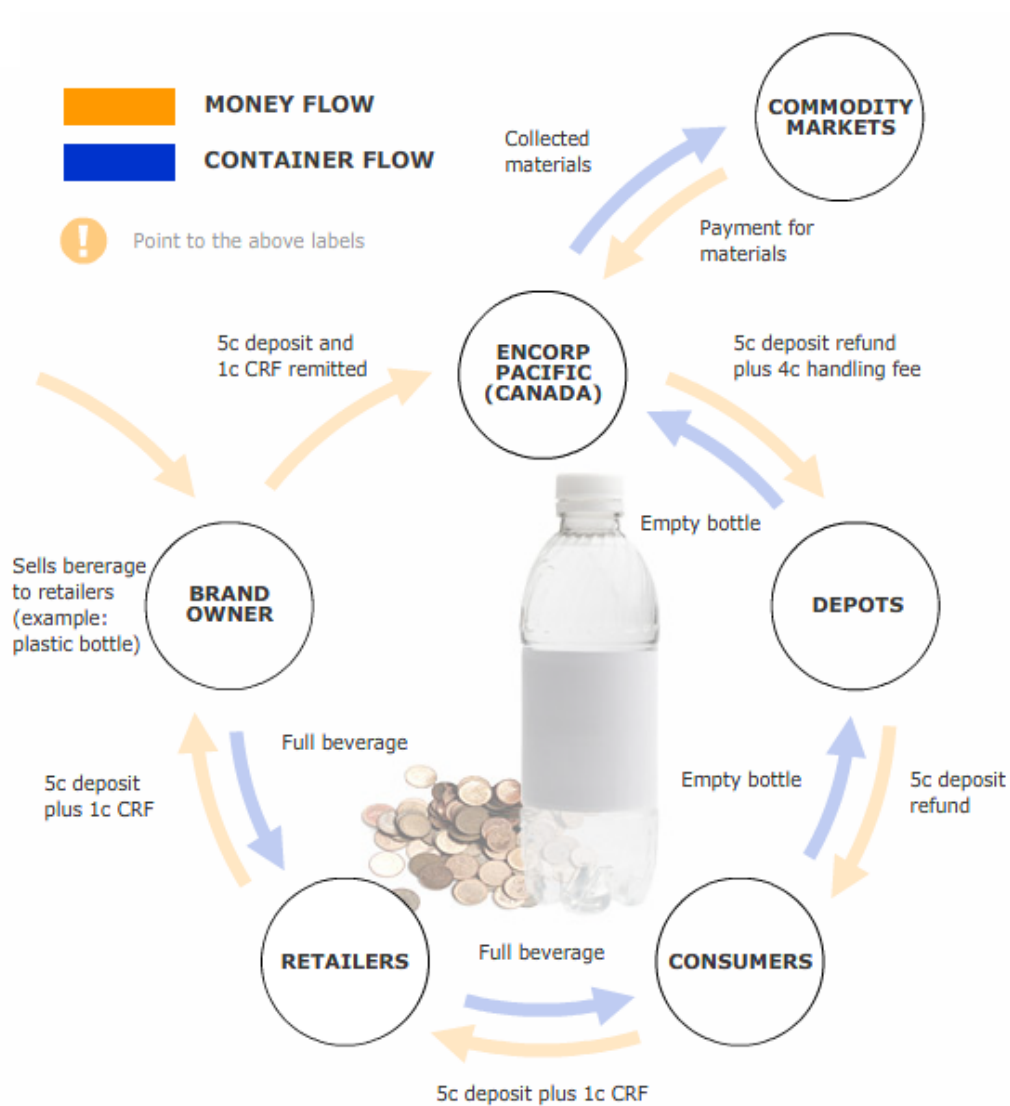 MONEY FLOW
CONTAINER FLOW
!
Point to the above labels
COMMODITY
MARKETS
Collected
materials
Payment for
materials
5c deposit and
1c CRF remitted
ENCORP
PACIFIC
(CANADA)
5c deposit refund
plus 4c handling fee
Empty bottle
Sells bererage
to retailers
(example:
plastic bottle)
BRAND
OWNER
DEPOTS
Full beverage
5c deposit
plus 1c CRF
Empty bottle
5c deposit
refund
RETAILERS
Full beverage
CONSUMERS
5c deposit plus 1c CRF